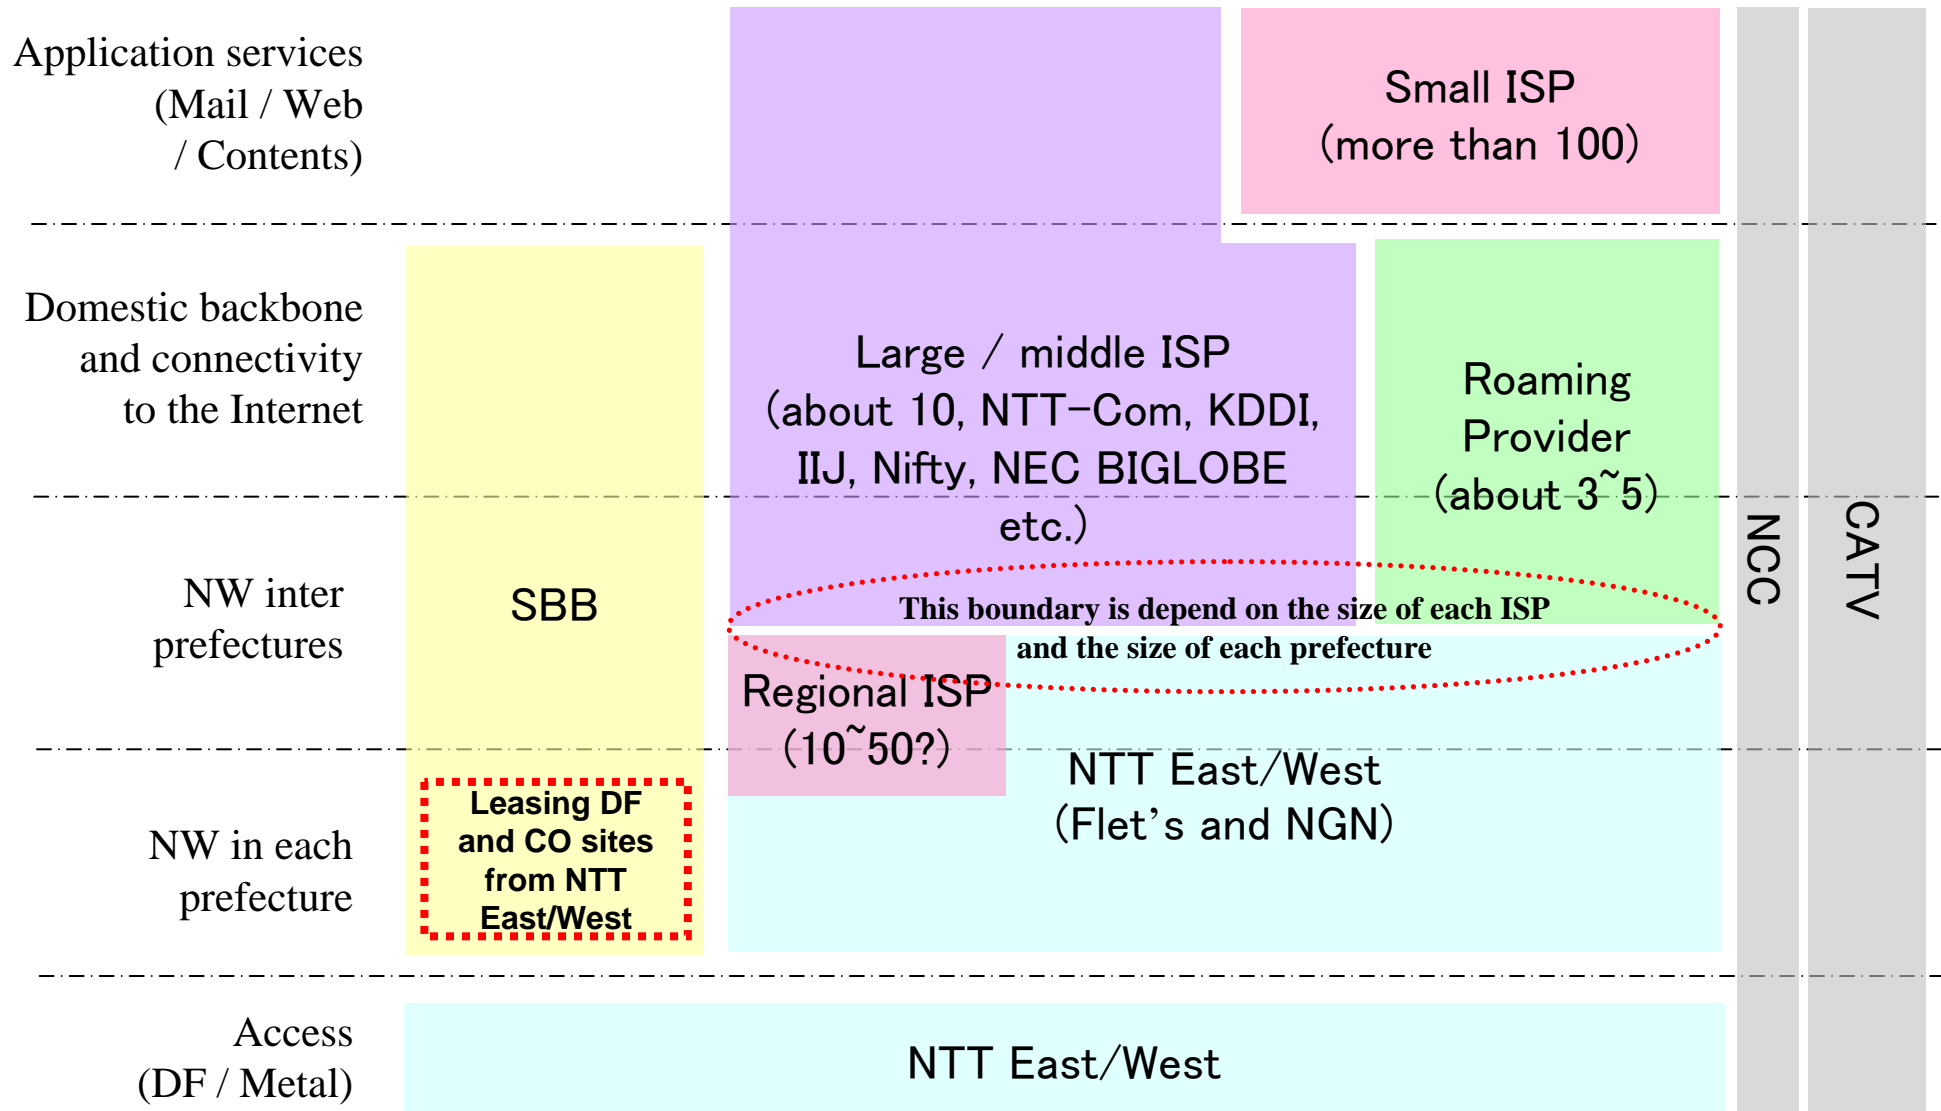 Application services
(Mail / Web
/ Contents)
Small ISP
(more than 100)
Domestic backbone
and connectivity
to the Internet
Large / middle ISP
(about 10, NTT-Com, KDDI,
IIJ, Nifty, NEC BIGLOBE
etc.)
Roaming
Provider
(about 3~5)
NCC
CATV
NW inter
prefectures
SBB
This boundary is depend on the size of each ISP
and the size of each prefecture
Regional ISP
(10~50?)
NTT East/West
(Flet’s and NGN)
NW in each
prefecture
Leasing DF
and CO sites
from NTT
East/West
Access
(DF / Metal)
NTT East/West